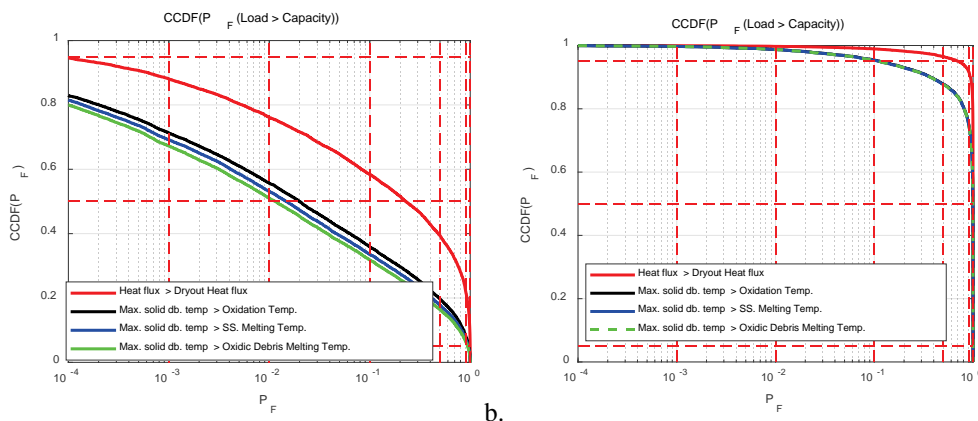 CCDF(P F (Load > Capacity))
1
0.8
0.6
0.4
0.2
0
CCDF(P F)
Heat flux > Dryout Heat flux
Max. solid db. temp > Oxidation Temp.
Max. solid db. temp > SS. Melting Temp.
Max. solid db. temp > Oxidic Debris Melting Temp.
10⁻⁴ 10⁻³ 10⁻² 10⁻¹ 10⁰
P F
b.
CCDF(P F (Load > Capacity))
1
0.8
0.6
0.4
0.2
0
CCDF(P F)
Heat flux > Dryout Heat flux
Max. solid db. temp > Oxidation Temp.
Max. solid db. temp > SS. Melting Temp.
Max. solid db. temp > Oxidic Debris Melting Temp.
10⁻⁴ 10⁻³ 10⁻² 10⁻¹ 10⁰
P F